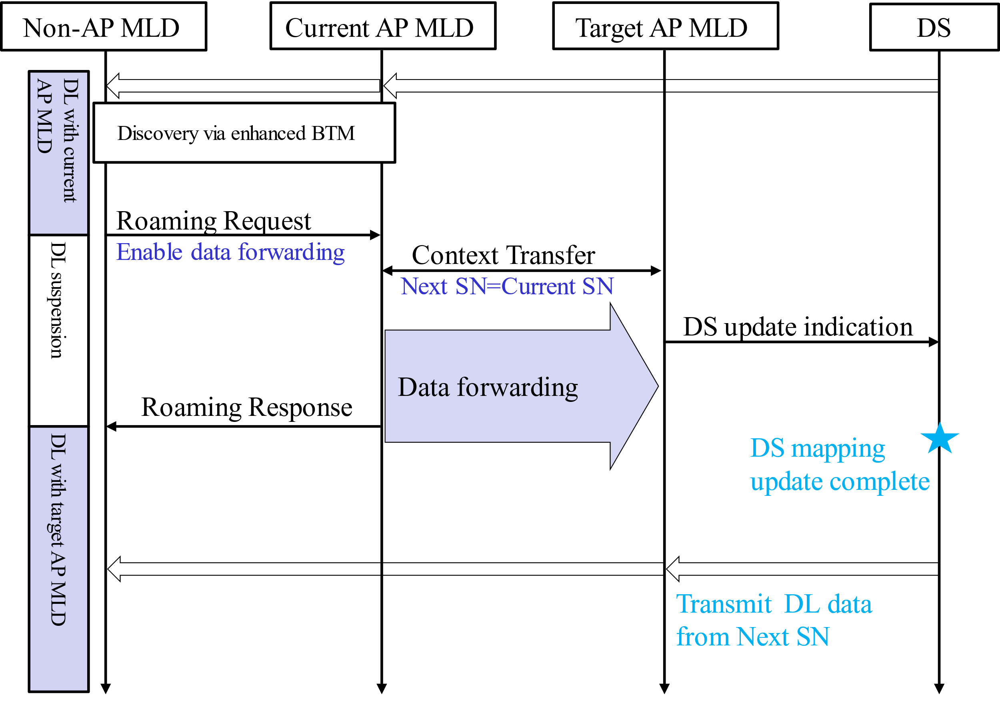 Non-AP MLD
Current AP MLD
Target AP MLD
DS
DL with current
AP MLD
Discovery via enhanced BTM
Roaming Request
Enable data forwarding
DL suspension
Context Transfer
Next SN=Current SN
DS update indication
Data forwarding
Roaming Response
DL with target AP MLD
DS mapping
update complete
Transmit DL data
from Next SN